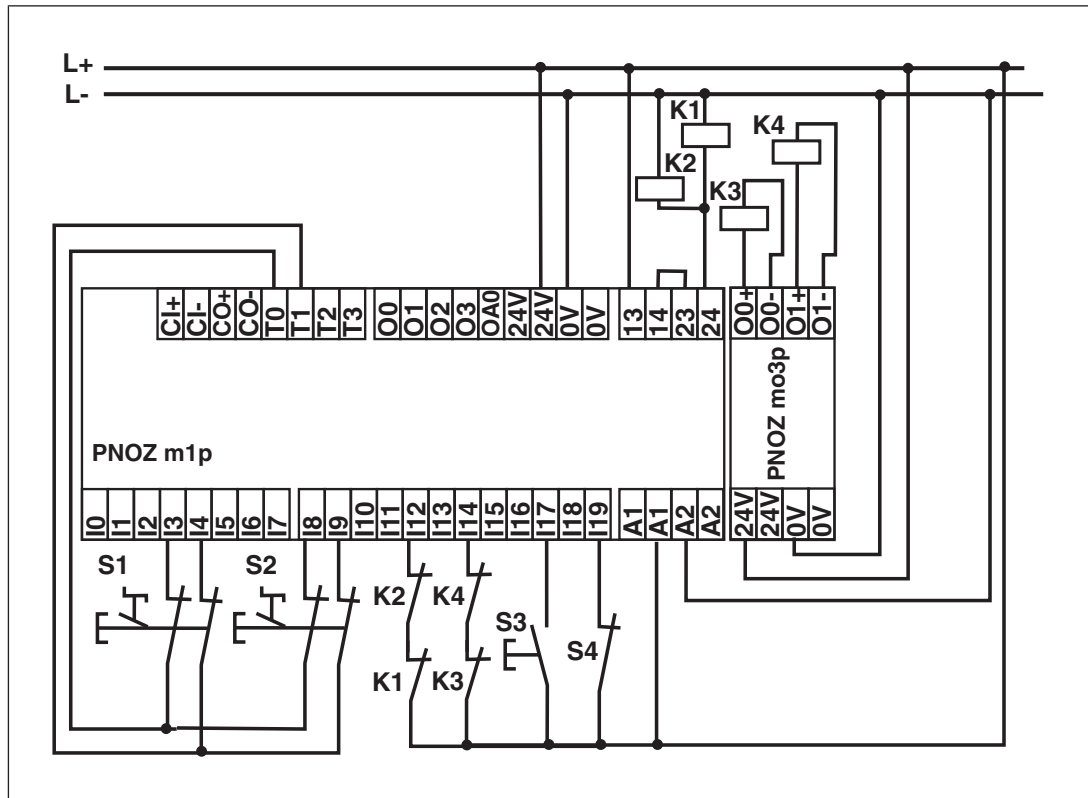 L+
L-
K1
K4
K2
K3
CI+ CI- CO+ CO- T0 T1 T2 T3 O0 O1 O2 O3 OA0 24V 24V 0V 0V 13 14 23 24 O0+ O0- O1+ O1-
PNOZ m1p
PNOZ mo3p
I0 I1 I2 I3 I4 I5 I6 I7 I8 I9 I10 I11 I12 I13 I14 I15 I16 I17 I18 I19 A1 A1 A2 A2 24V 24V 0V 0V
S1
S2
K2
K4
S3
S4
K1
K3